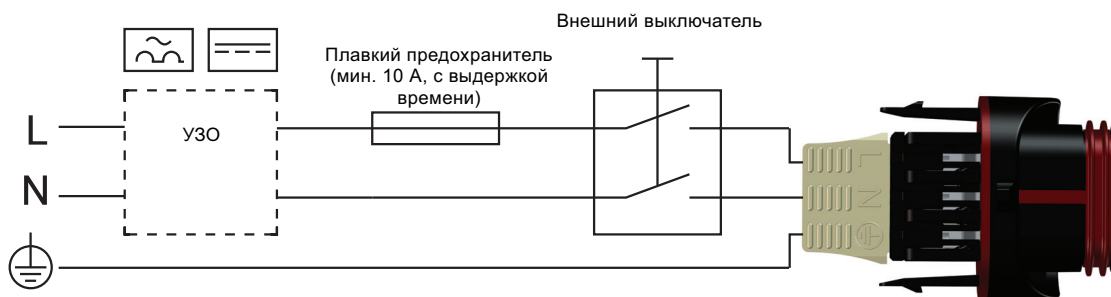 Внешний выключатель
Плавкий предохранитель
(мин. 10 А, с выдержкой
времени)
L
УЗО
N
L
N